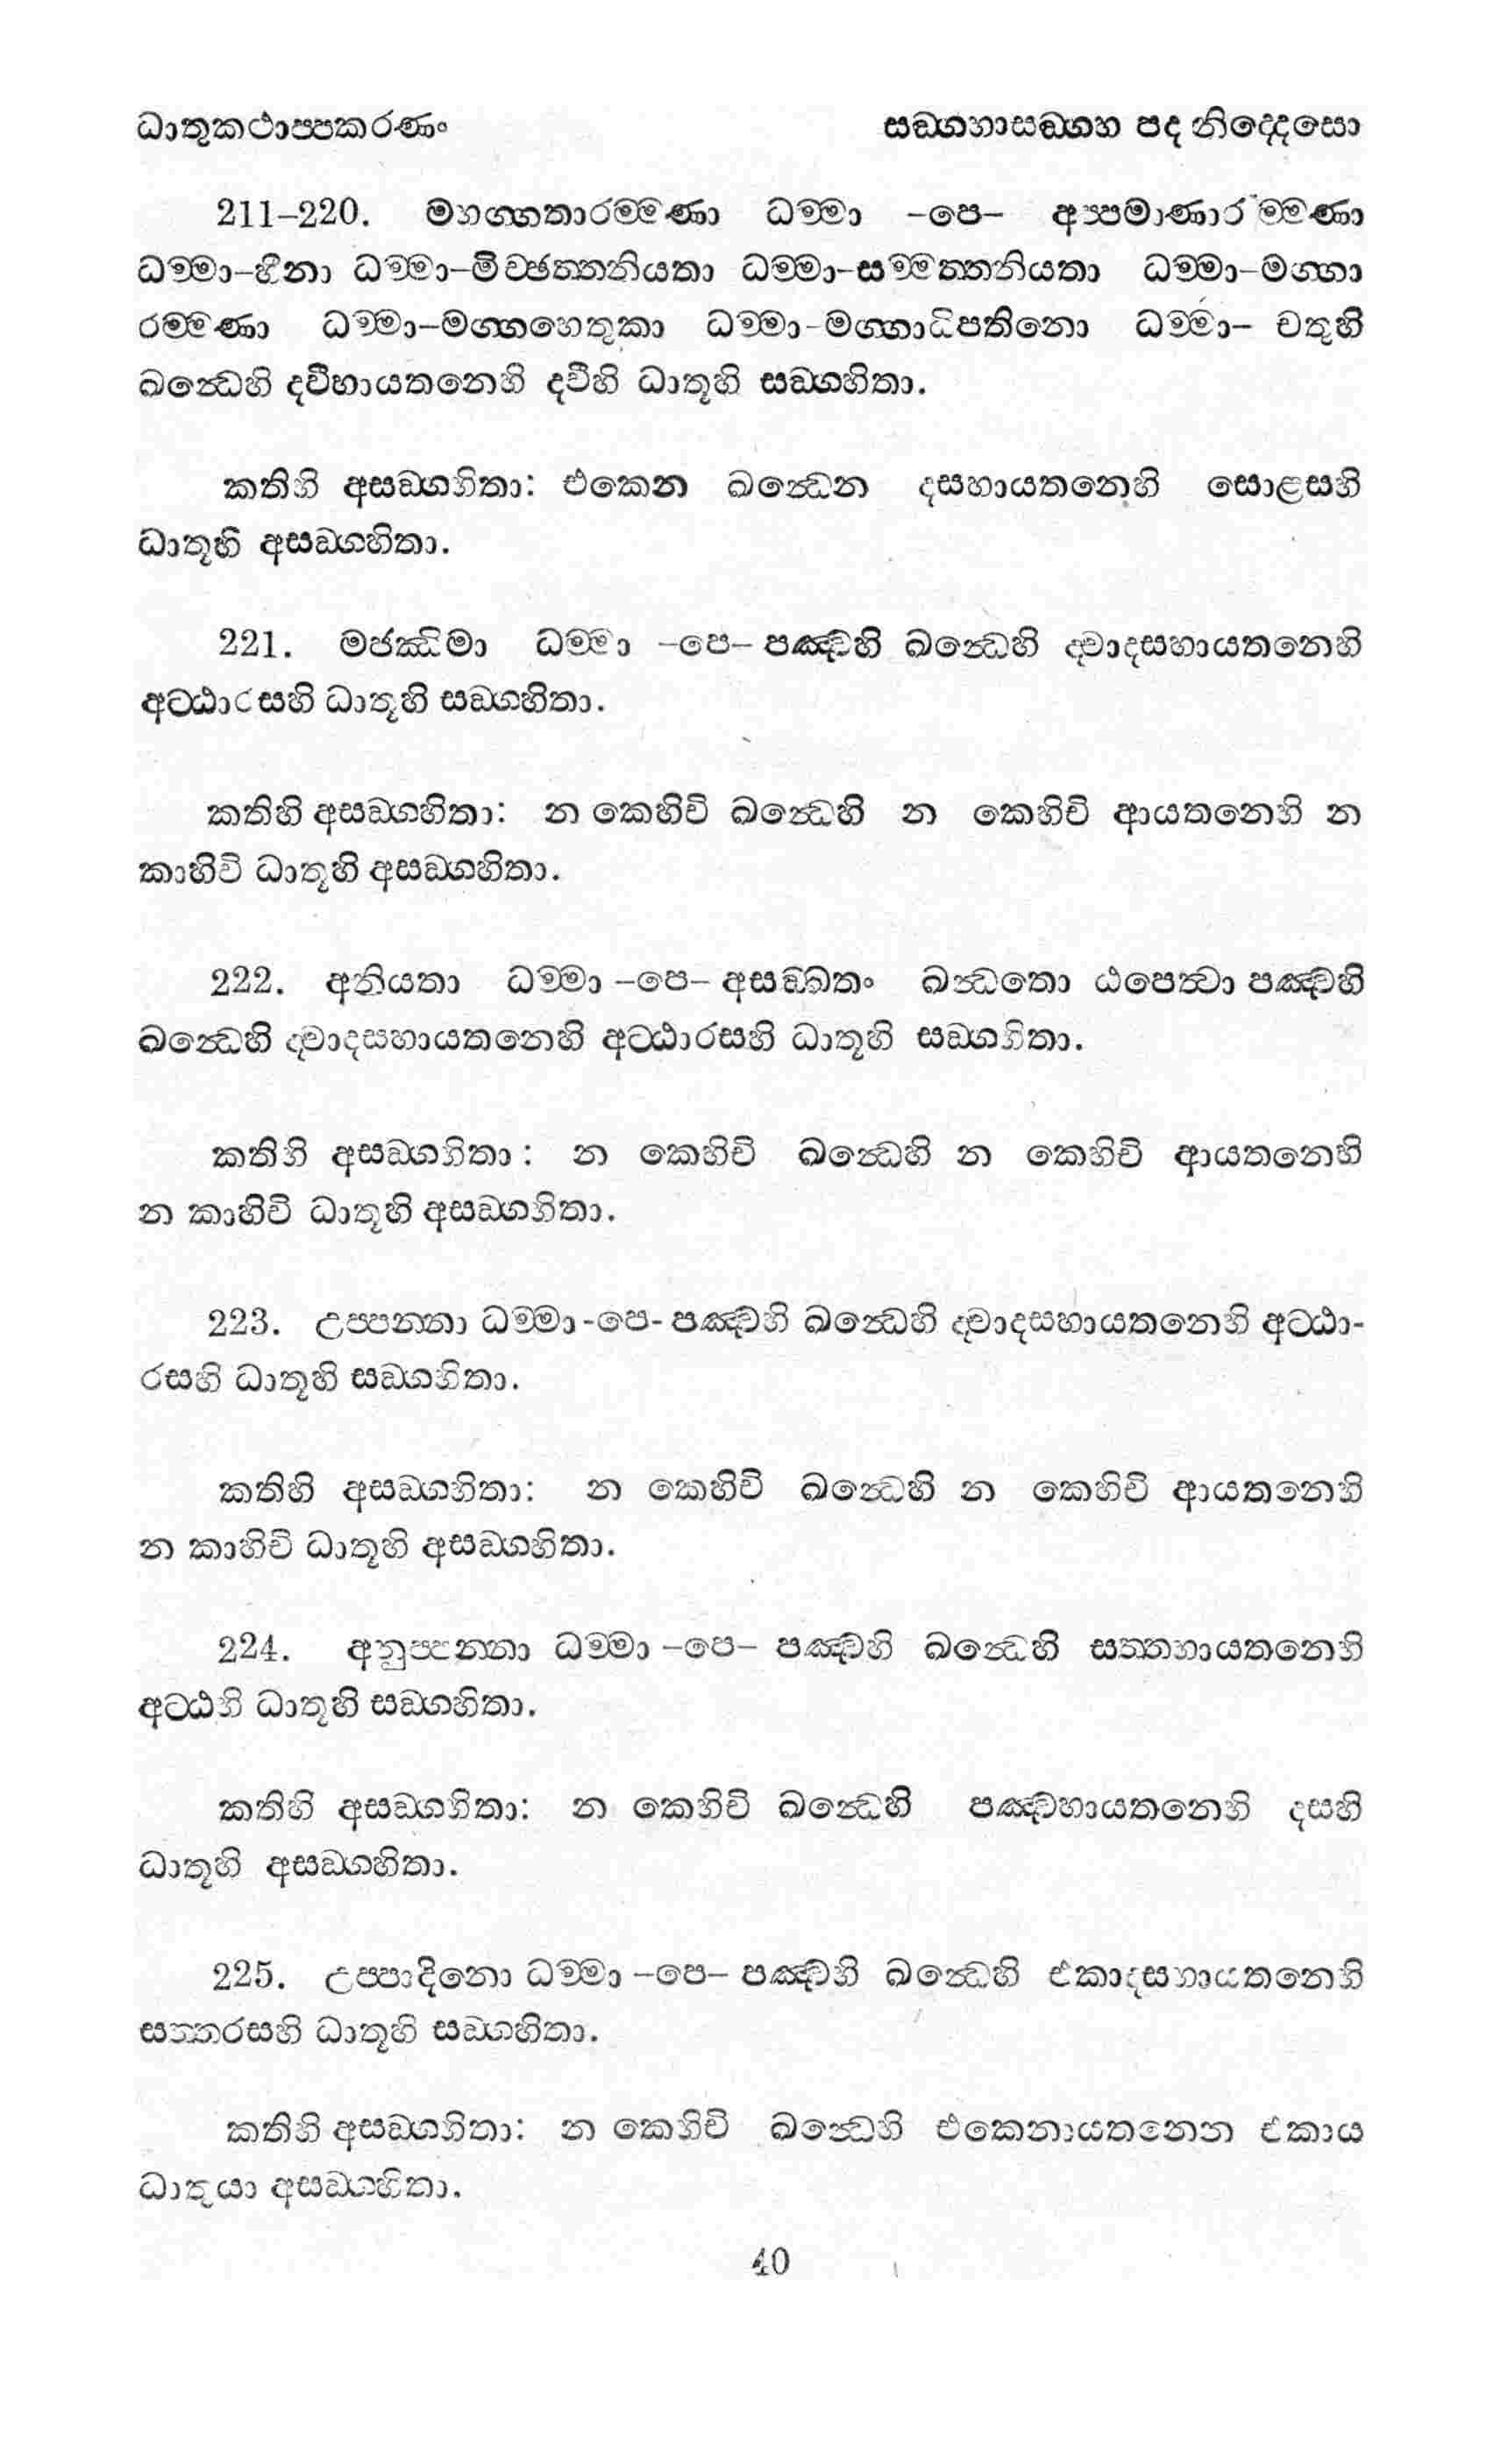 ධාතුකථාප්පකරණං සඞ්ගහාසඞ්ගහ පද නිද්දෙසො
211–220. මහග්ගතාරම්මණා ධම්මා –පෙ– අප්පමාණාරම්මණා
ධම්මා–හීනා ධම්මා–මිච්ඡත්තනියතා ධම්මා–සම්මත්තනියතා ධම්මා–මග්ගා
රම්මණා ධම්මා–මග්ගහෙතුකා ධම්මා–මග්ගාධිපතිනො ධම්මා– චතුහි
ඛන්ධෙහි ද්වීහායතනෙහි ද්වීහි ධාතූහි සඞ්ගහිතා.
කතිහි අසඞ්ගහිතා: එකෙන ඛන්ධෙන දසහායතනෙහි සොළසහි
ධාතූහි අසඞ්ගහිතා.
221. මජ්ඣිමා ධම්මා –පෙ– පඤ්චහි ඛන්ධෙහි ද්වාදසහායතනෙහි
අට්ඨාරසහි ධාතූහි සඞ්ගහිතා.
කතිහි අසඞ්ගහිතා: න කෙහිචි ඛන්ධෙහි න කෙහිචි ආයතනෙහි න
කාහිචි ධාතූහි අසඞ්ගහිතා.
222. අනියතා ධම්මා –පෙ– අසඞ්ඛතං ඛන්ධතො ඨපෙත්වා පඤ්චහි
ඛන්ධෙහි ද්වාදසහායතනෙහි අට්ඨාරසහි ධාතූහි සඞ්ගහිතා.
කතිහි අසඞ්ගහිතා : න කෙහිචි ඛන්ධෙහි න කෙහිචි ආයතනෙහි
න කාහිචි ධාතූහි අසඞ්ගහිතා.
223. උප්පන්නා ධම්මා -පෙ- පඤ්චහි ඛන්ධෙහි ද්වාදසහායතනෙහි අට්ඨා-
රසහි ධාතූහි සඞ්ගහිතා.
කතිහි අසඞ්ගහිතා: න කෙහිචි ඛන්ධෙහි න කෙහිචි ආයතනෙහි
න කාහිචි ධාතූහි අසඞ්ගහිතා.
224. අනුප්පන්නා ධම්මා –පෙ– පඤ්චහි ඛන්ධෙහි සත්තහායතනෙහි
අට්ඨහි ධාතූහි සඞ්ගහිතා.
කතිහි අසඞ්ගහිතා: න කෙහිචි ඛන්ධෙහි පඤ්චහායතනෙහි දසහි
ධාතූහි අසඞ්ගහිතා.
225. උප්පාදිනො ධම්මා –පෙ– පඤ්චහි ඛන්ධෙහි එකාදසහායතනෙහි
සත්තරසහි ධාතූහි සඞ්ගහිතා.
කතිහි අසඞ්ගහිතා: න කෙහිචි ඛන්ධෙහි එකෙනායතනෙන එකාය
ධාතුයා අසඞ්ගහිතා.
40